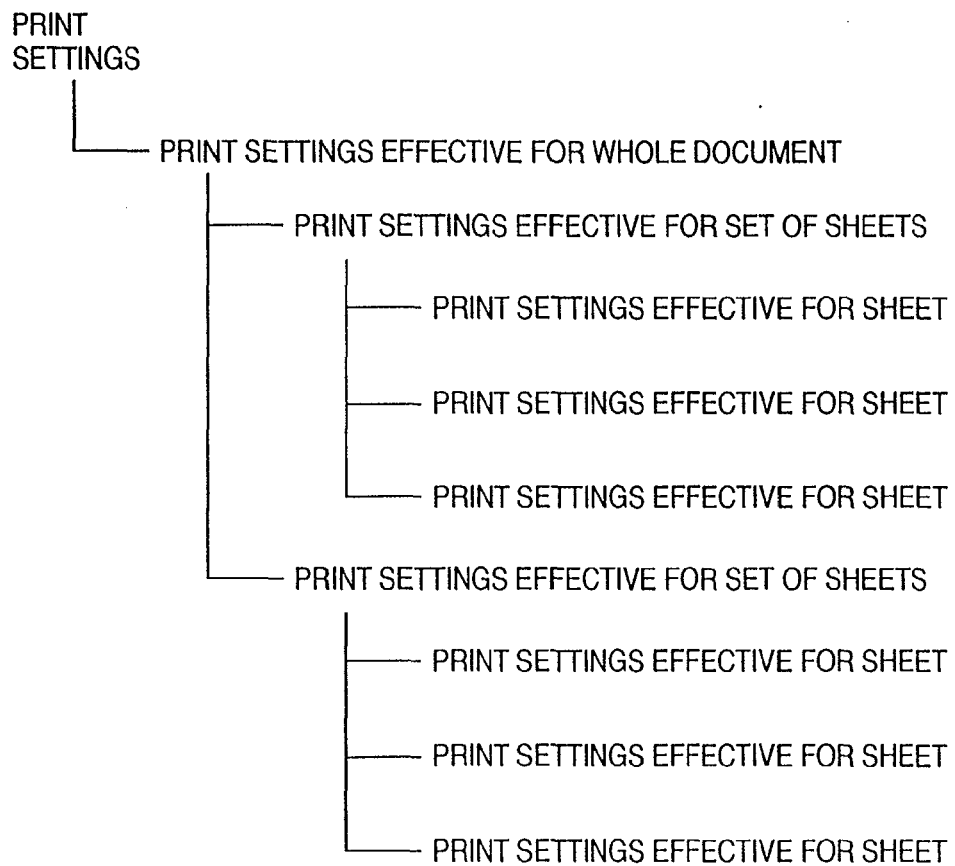 PRINT
SETTINGS
PRINT SETTINGS EFFECTIVE FOR WHOLE DOCUMENT
PRINT SETTINGS EFFECTIVE FOR SET OF SHEETS
PRINT SETTINGS EFFECTIVE FOR SHEET
PRINT SETTINGS EFFECTIVE FOR SHEET
PRINT SETTINGS EFFECTIVE FOR SHEET
PRINT SETTINGS EFFECTIVE FOR SET OF SHEETS
PRINT SETTINGS EFFECTIVE FOR SHEET
PRINT SETTINGS EFFECTIVE FOR SHEET
PRINT SETTINGS EFFECTIVE FOR SHEET